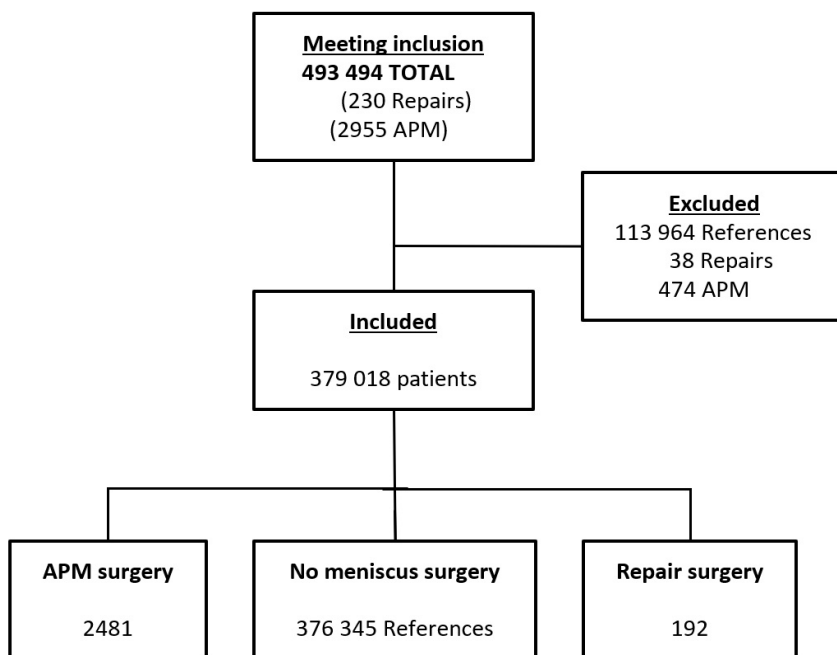 Meeting inclusion
493 494 TOTAL
(230 Repairs)
(2955 APM)
Excluded
113 964 References
38 Repairs
474 APM
Included
379 018 patients
APM surgery
2481
No meniscus surgery
376 345 References
Repair surgery
192